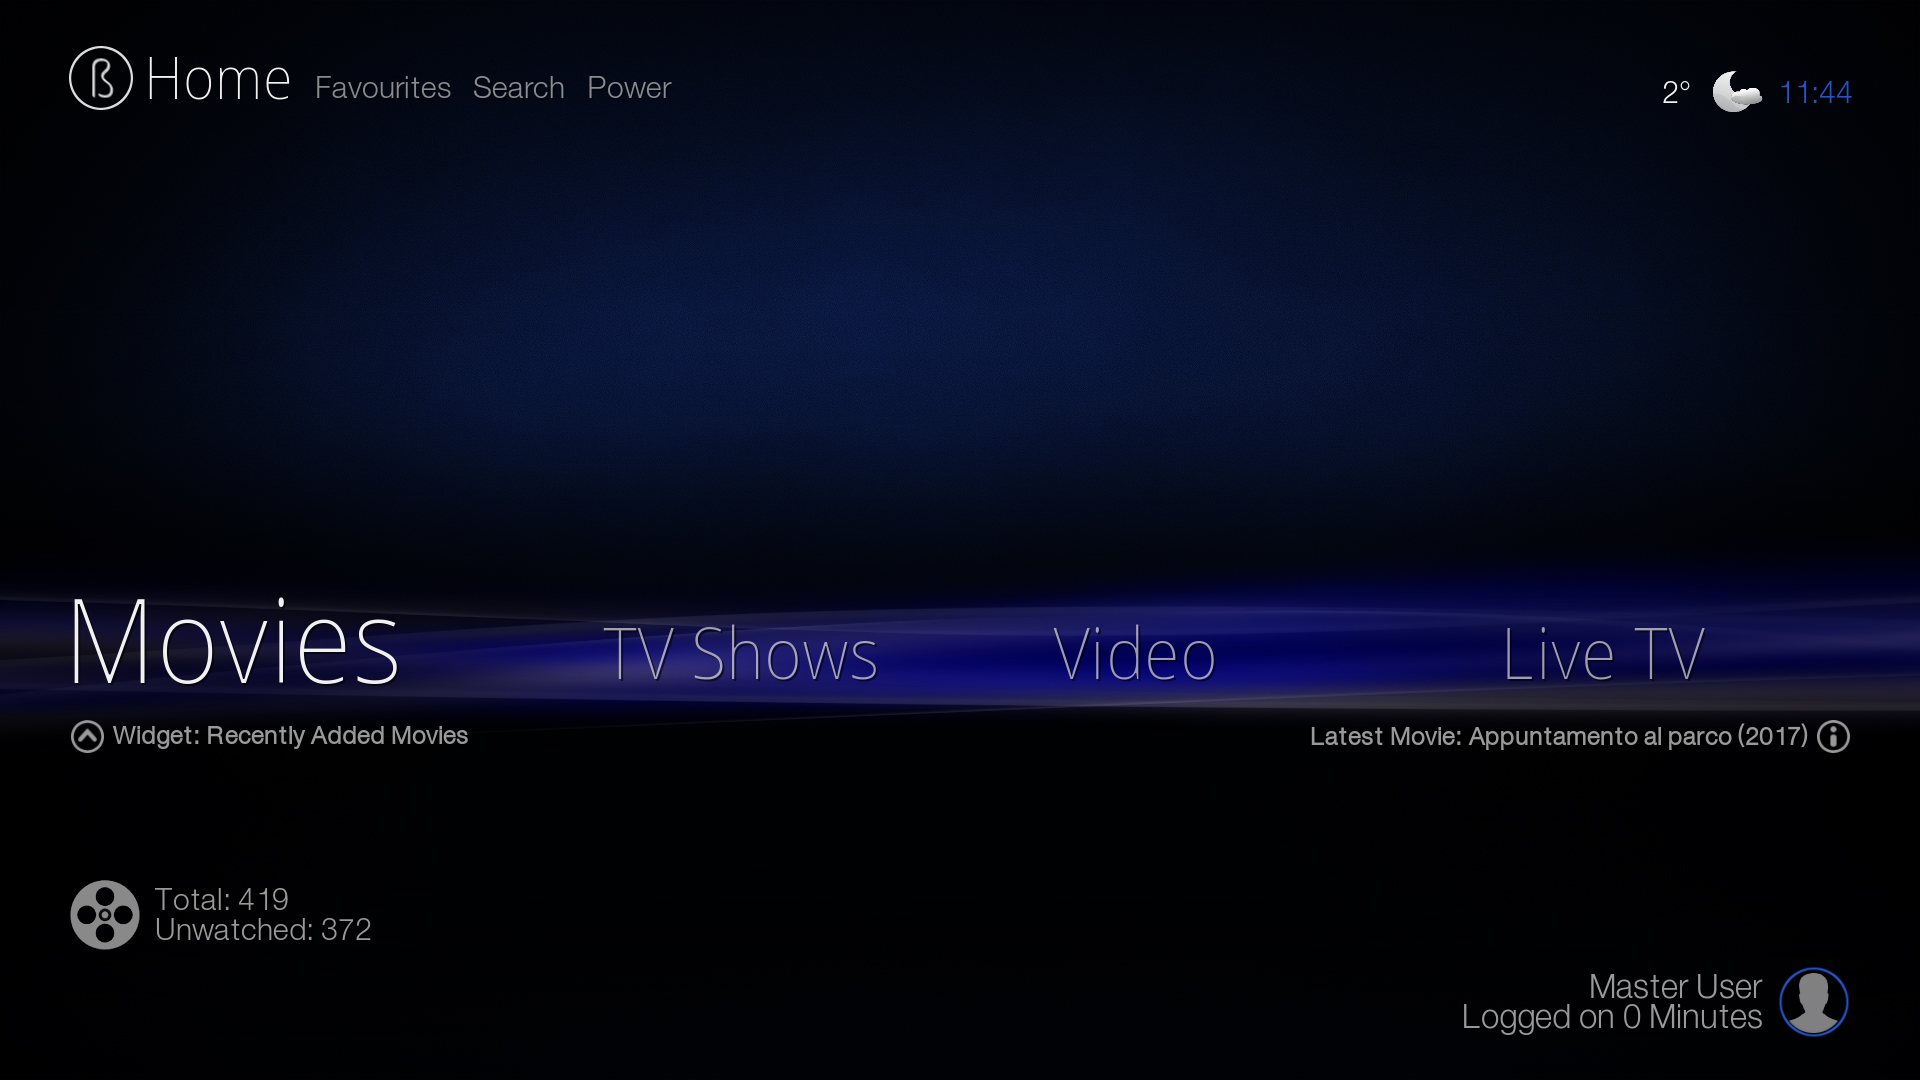 ß Home Favourites Search Power
2° 11:44
Movies TV Shows Video Live TV
Widget: Recently Added Movies
Latest Movie: Appuntamento al parco (2017)
Total: 419
Unwatched: 372
Master User
Logged on 0 Minutes